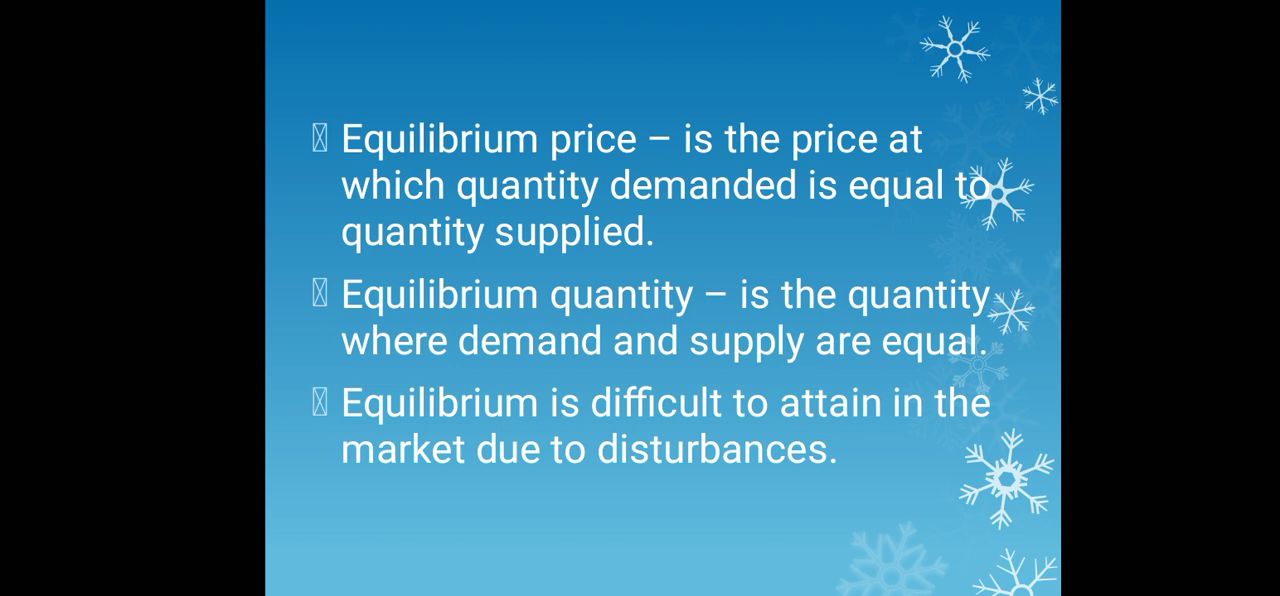 Equilibrium price – is the price at
which quantity demanded is equal to
quantity supplied.
Equilibrium quantity – is the quantity
where demand and supply are equal.
Equilibrium is difficult to attain in the
market due to disturbances.